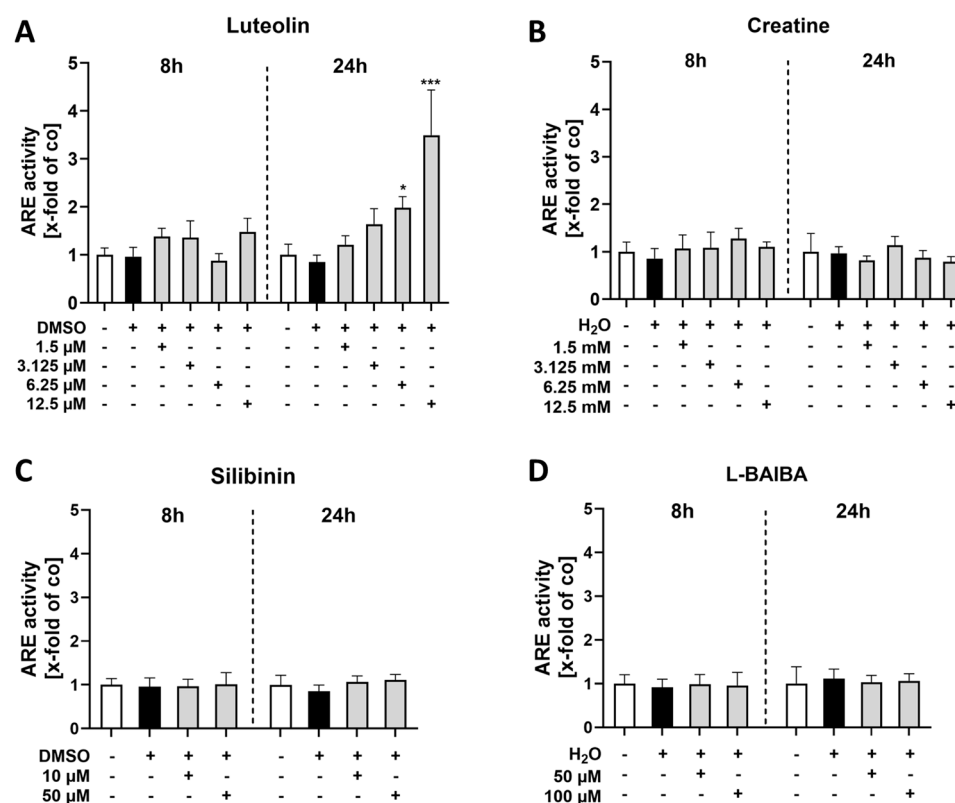 A
Luteolin
8h
24h
ARE activity
[x-fold of co]
5
4
3
2
1
0
*
***
DMSO - + + + + + - + + + + +
1.5 µM - - + - - - - - + - - -
3.125 µM - - - + - - - - - + - -
6.25 µM - - - - + - - - - - + -
12.5 µM - - - - - + - - - - - +
B
Creatine
8h
24h
ARE activity
[x-fold of co]
5
4
3
2
1
0
H₂O - + + + + + - + + + + +
1.5 mM - - + - - - - - + - - -
3.125 mM - - - + - - - - - + - -
6.25 mM - - - - + - - - - - + -
12.5 mM - - - - - + - - - - - +
C
Silibinin
8h
24h
ARE activity
[x-fold of co]
5
4
3
2
1
0
DMSO - + + + - + + +
10 µM - - + - - - + -
50 µM - - - + - - - +
D
L-BAIBA
8h
24h
ARE activity
[x-fold of co]
5
4
3
2
1
0
H₂O - + + + - + + +
50 µM - - + - - - + -
100 µM - - - + - - - +